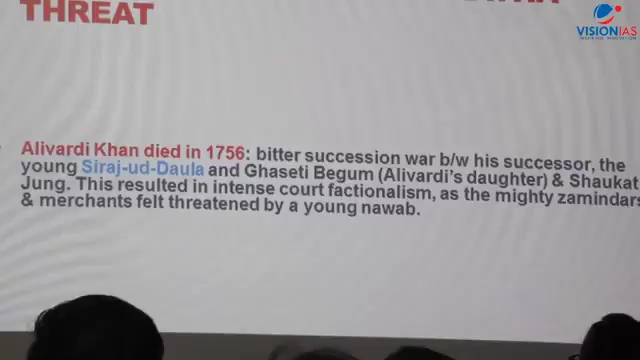 THREAT
VISIONIAS
INSPIRING INNOVATION
Alivardi Khan died in 1756: bitter succession war b/w his successor, the
young Siraj-ud-Daula and Ghaseti Begum (Alivardi's daughter) & Shaukat
Jung. This resulted in intense court factionalism, as the mighty zamindars
& merchants felt threatened by a young nawab.